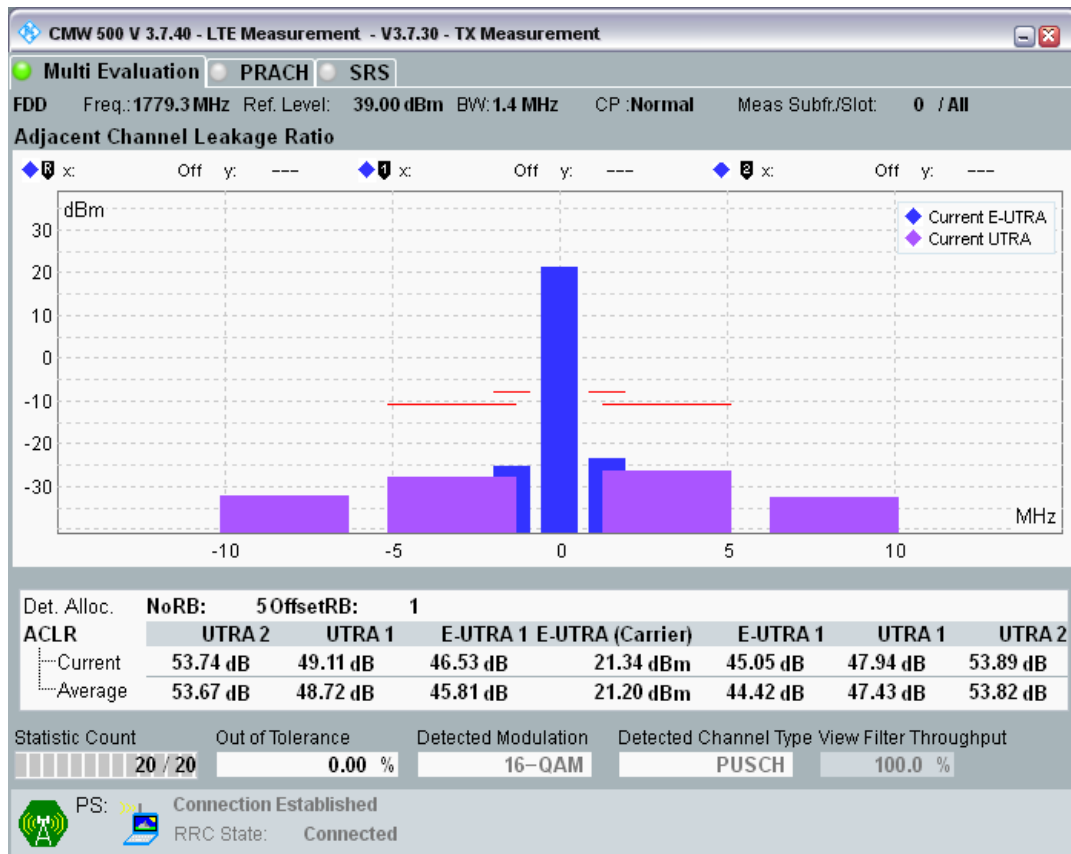 CMW 500 V 3.7.40 - LTE Measurement - V3.7.30 - TX Measurement
Multi Evaluation PRACH SRS
FDD Freq.:1779.3 MHz Ref. Level: 39.00 dBm BW:1.4 MHz CP :Normal Meas Subfr./Slot: 0 / All
Adjacent Channel Leakage Ratio
R x: Off y: --- 1 x: Off y: --- 2 x: Off y: ---
dBm
Current E-UTRA
Current UTRA
30
20
10
0
-10
-20
-30
MHz
-10 -5 0 5 10
Det. Alloc. NoRB: 5 OffsetRB: 1
ACLR UTRA 2 UTRA 1 E-UTRA 1 E-UTRA (Carrier) E-UTRA 1 UTRA 1 UTRA 2
Current 53.74 dB 49.11 dB 46.53 dB 21.34 dBm 45.05 dB 47.94 dB 53.89 dB
Average 53.67 dB 48.72 dB 45.81 dB 21.20 dBm 44.42 dB 47.43 dB 53.82 dB
Statistic Count Out of Tolerance Detected Modulation Detected Channel Type View Filter Throughput
20 / 20 0.00 % 16-QAM PUSCH 100.0 %
PS: Connection Established
RRC State: Connected